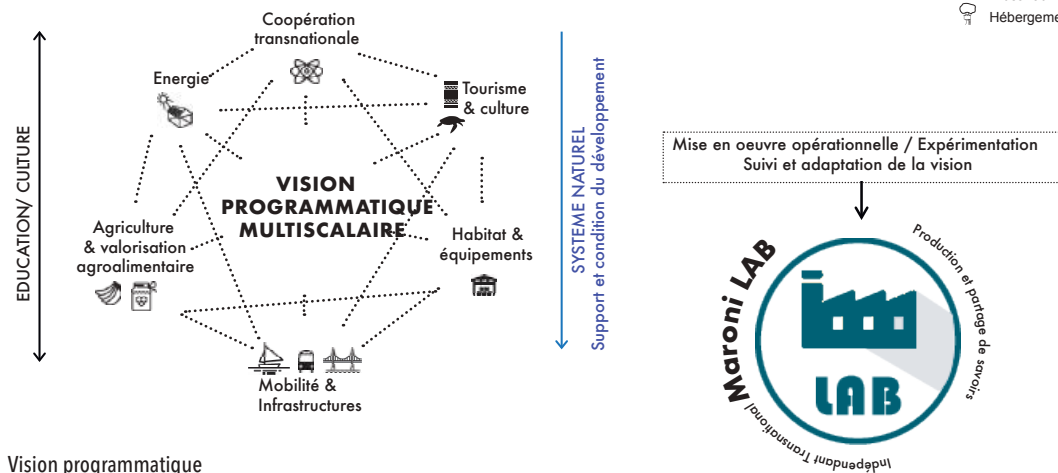 Coopération
transnationale
Energie
Tourisme
& culture
VISION
PROGRAMMATIQUE
MULTISCALAIRE
Agriculture
& valorisation
agroalimentaire
Habitat &
équipements
Mobilité &
Infrastructures
EDUCATION/ CULTURE
SYSTEME NATUREL
Support et condition du développement
Mise en oeuvre opérationnelle / Expérimentation
Suivi et adaptation de la vision
Maroni LAB
Production et partage de savoirs
Indépendant Transnational
LAB
Vision programmatique